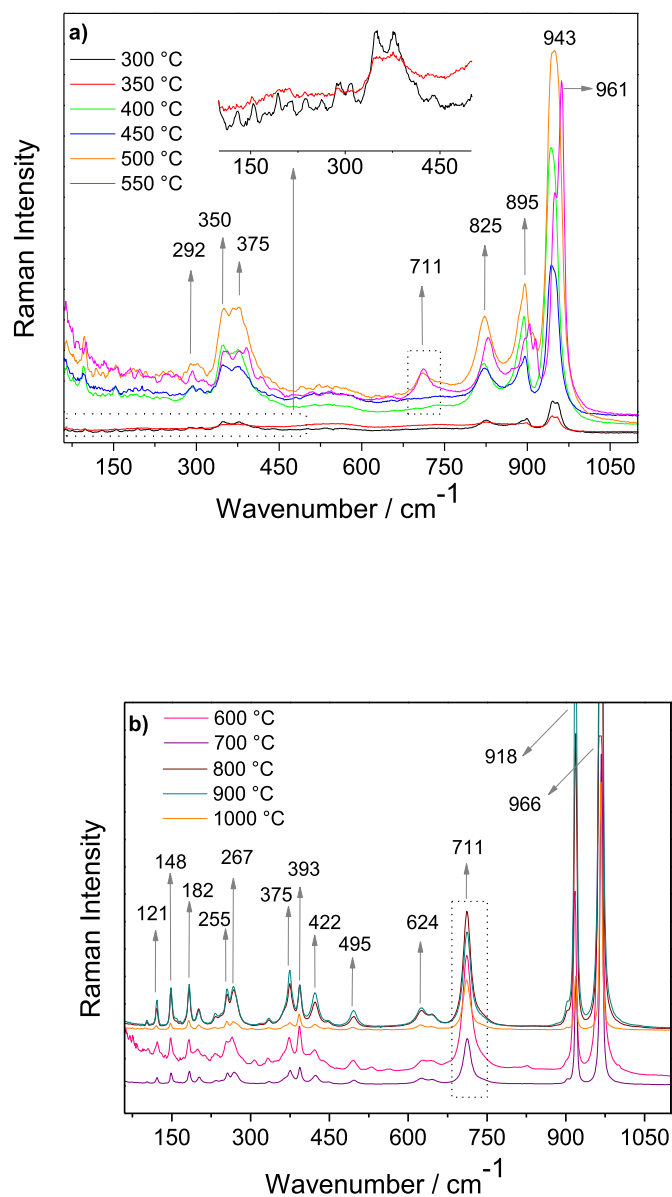 a)
300 °C
350 °C
400 °C
450 °C
500 °C
550 °C
150 300 450
943
961
895
825
711
350
375
292
Raman Intensity
150 300 450 600 750 900 1050
Wavenumber / cm-1
b)
600 °C
700 °C
800 °C
900 °C
1000 °C
918
966
711
624
495
422
393
375
267
255
182
148
121
Raman Intensity
150 300 450 600 750 900 1050
Wavenumber / cm-1